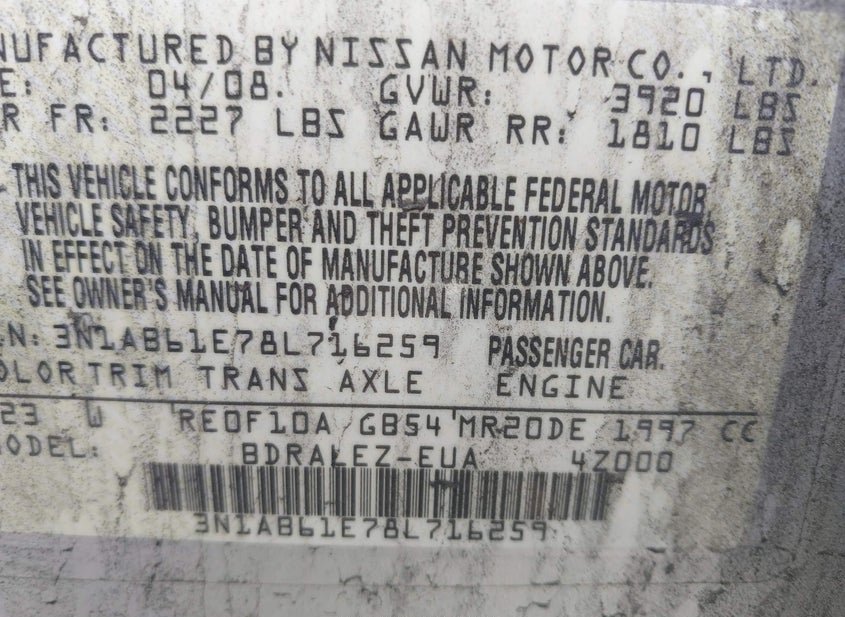 NUFACTURED BY NISSAN MOTOR CO., LTD.
E: 04/08. GVWR: 3920 LBS
R FR: 2227 LBS GAWR RR: 1810 LBS
THIS VEHICLE CONFORMS TO ALL APPLICABLE FEDERAL MOTOR
VEHICLE SAFETY, BUMPER AND THEFT PREVENTION STANDARDS
IN EFFECT ON THE DATE OF MANUFACTURE SHOWN ABOVE.
SEE OWNER'S MANUAL FOR ADDITIONAL INFORMATION.
N: 3N1AB61E78L716259 PASSENGER CAR.
OLOR TRIM TRANS AXLE ENGINE
23 W RE0F10A GB54 MR20DE 1997 CC
ODEL: BDRALEZ-EUA 4Z000
3N1AB61E78L716259